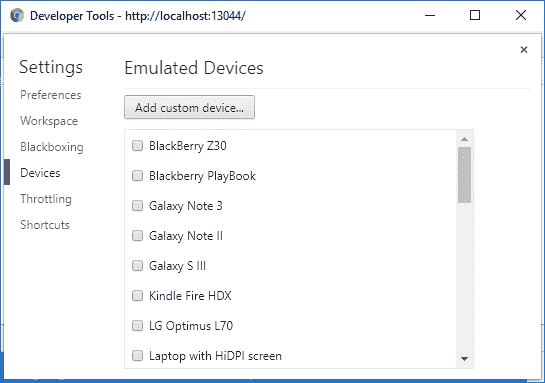 Developer Tools - http://localhost:13044/
Settings
Preferences
Workspace
Blackboxing
Devices
Throttling
Shortcuts
Emulated Devices
Add custom device...
BlackBerry Z30
Blackberry PlayBook
Galaxy Note 3
Galaxy Note II
Galaxy S III
Kindle Fire HDX
LG Optimus L70
Laptop with HiDPI screen